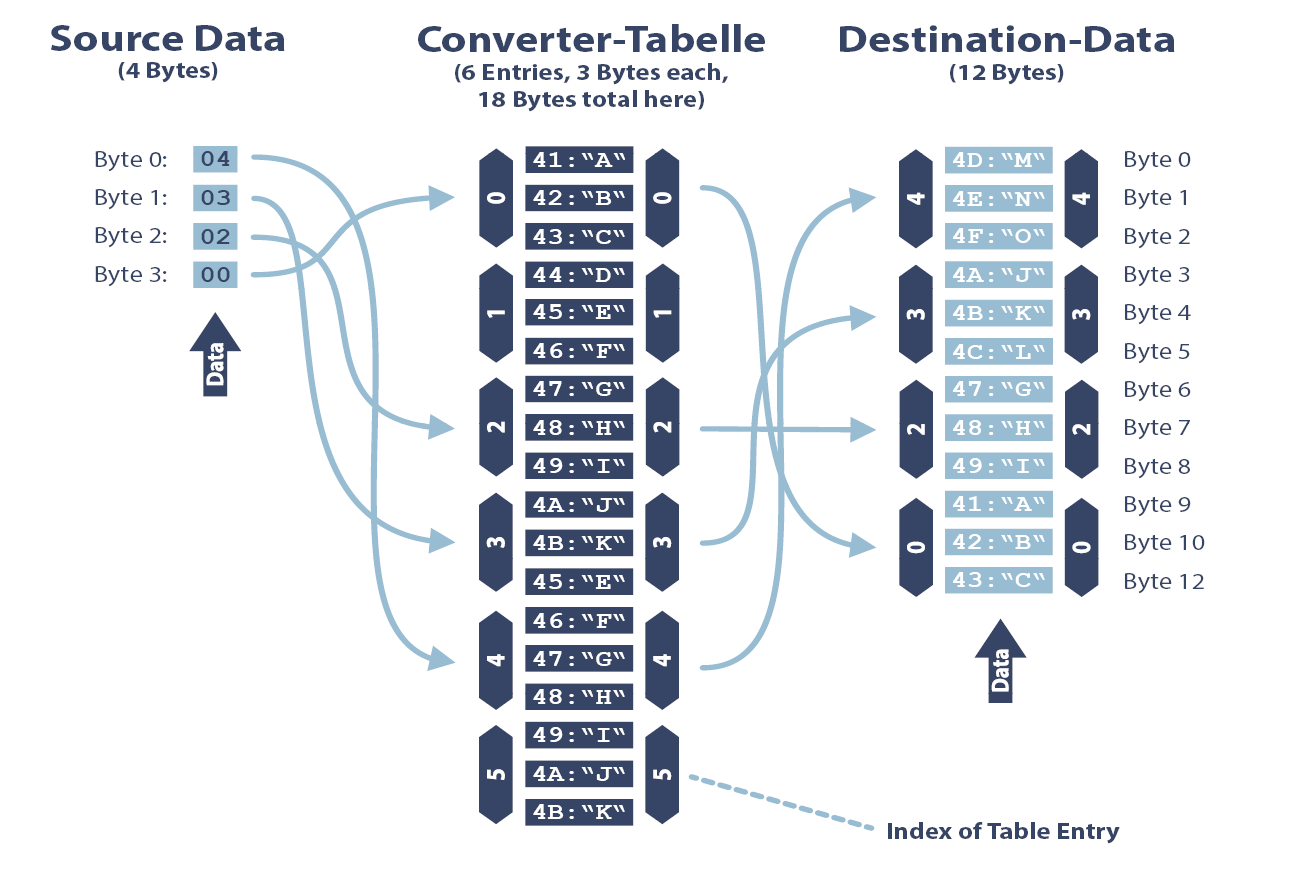 Source Data
(4 Bytes)
Byte 0: 04
Byte 1: 03
Byte 2: 02
Byte 3: 00
Data
Converter-Tabelle
(6 Entries, 3 Bytes each,
18 Bytes total here)
0
41:"A"
42:"B"
43:"C"
0
1
44:"D"
45:"E"
46:"F"
1
2
47:"G"
48:"H"
49:"I"
2
3
4A:"J"
4B:"K"
45:"E"
3
4
46:"F"
47:"G"
48:"H"
4
5
49:"I"
4A:"J"
4B:"K"
5
Index of Table Entry
Destination-Data
(12 Bytes)
4
4D:"M" Byte 0
4E:"N" Byte 1
4F:"O" Byte 2
4
3
4A:"J" Byte 3
4B:"K" Byte 4
4C:"L" Byte 5
3
2
47:"G" Byte 6
48:"H" Byte 7
49:"I" Byte 8
2
0
41:"A" Byte 9
42:"B" Byte 10
43:"C" Byte 12
0
Data